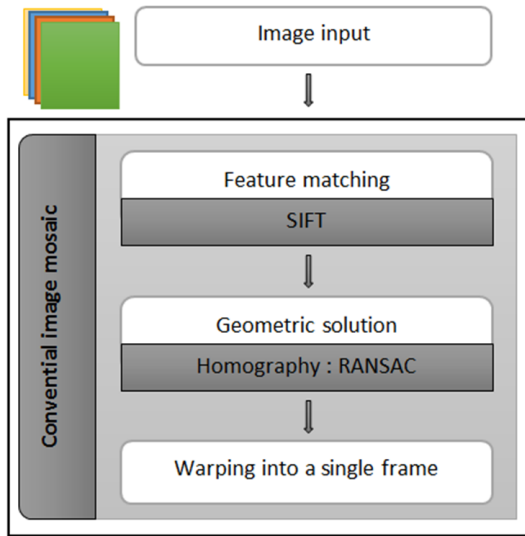 Image input
Convential image mosaic
Feature matching
SIFT
Geometric solution
Homography : RANSAC
Warping into a single frame